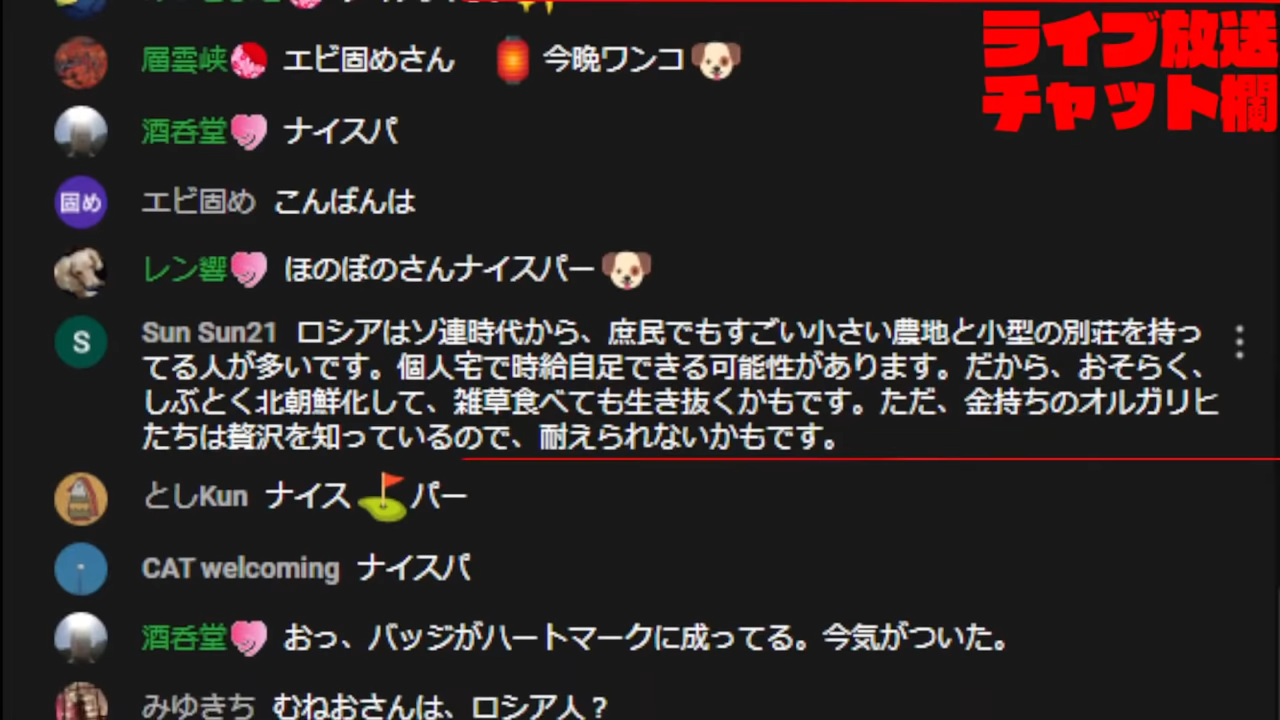 ライブ放送
チャット欄
層雲峡 エビ固めさん 今晩ワンコ
酒呑堂 ナイスパ
固め エビ固め こんばんは
レン響 ほのぼのさんナイスパー
S Sun Sun21 ロシアはソ連時代から、庶民でもすごい小さい農地と小型の別荘を持っ
てる人が多いです。個人宅で時給自足できる可能性があります。だから、おそらく、
しぶとく北朝鮮化して、雑草食べても生き抜くかもです。ただ、金持ちのオルガリヒ
たちは贅沢を知っているので、耐えられないかもです。
としKun ナイス パー
CAT welcoming ナイスパ
酒呑堂 おっ、バッジがハートマークに成ってる。今気がついた。
みゆきち むねおさんは、ロシア人？